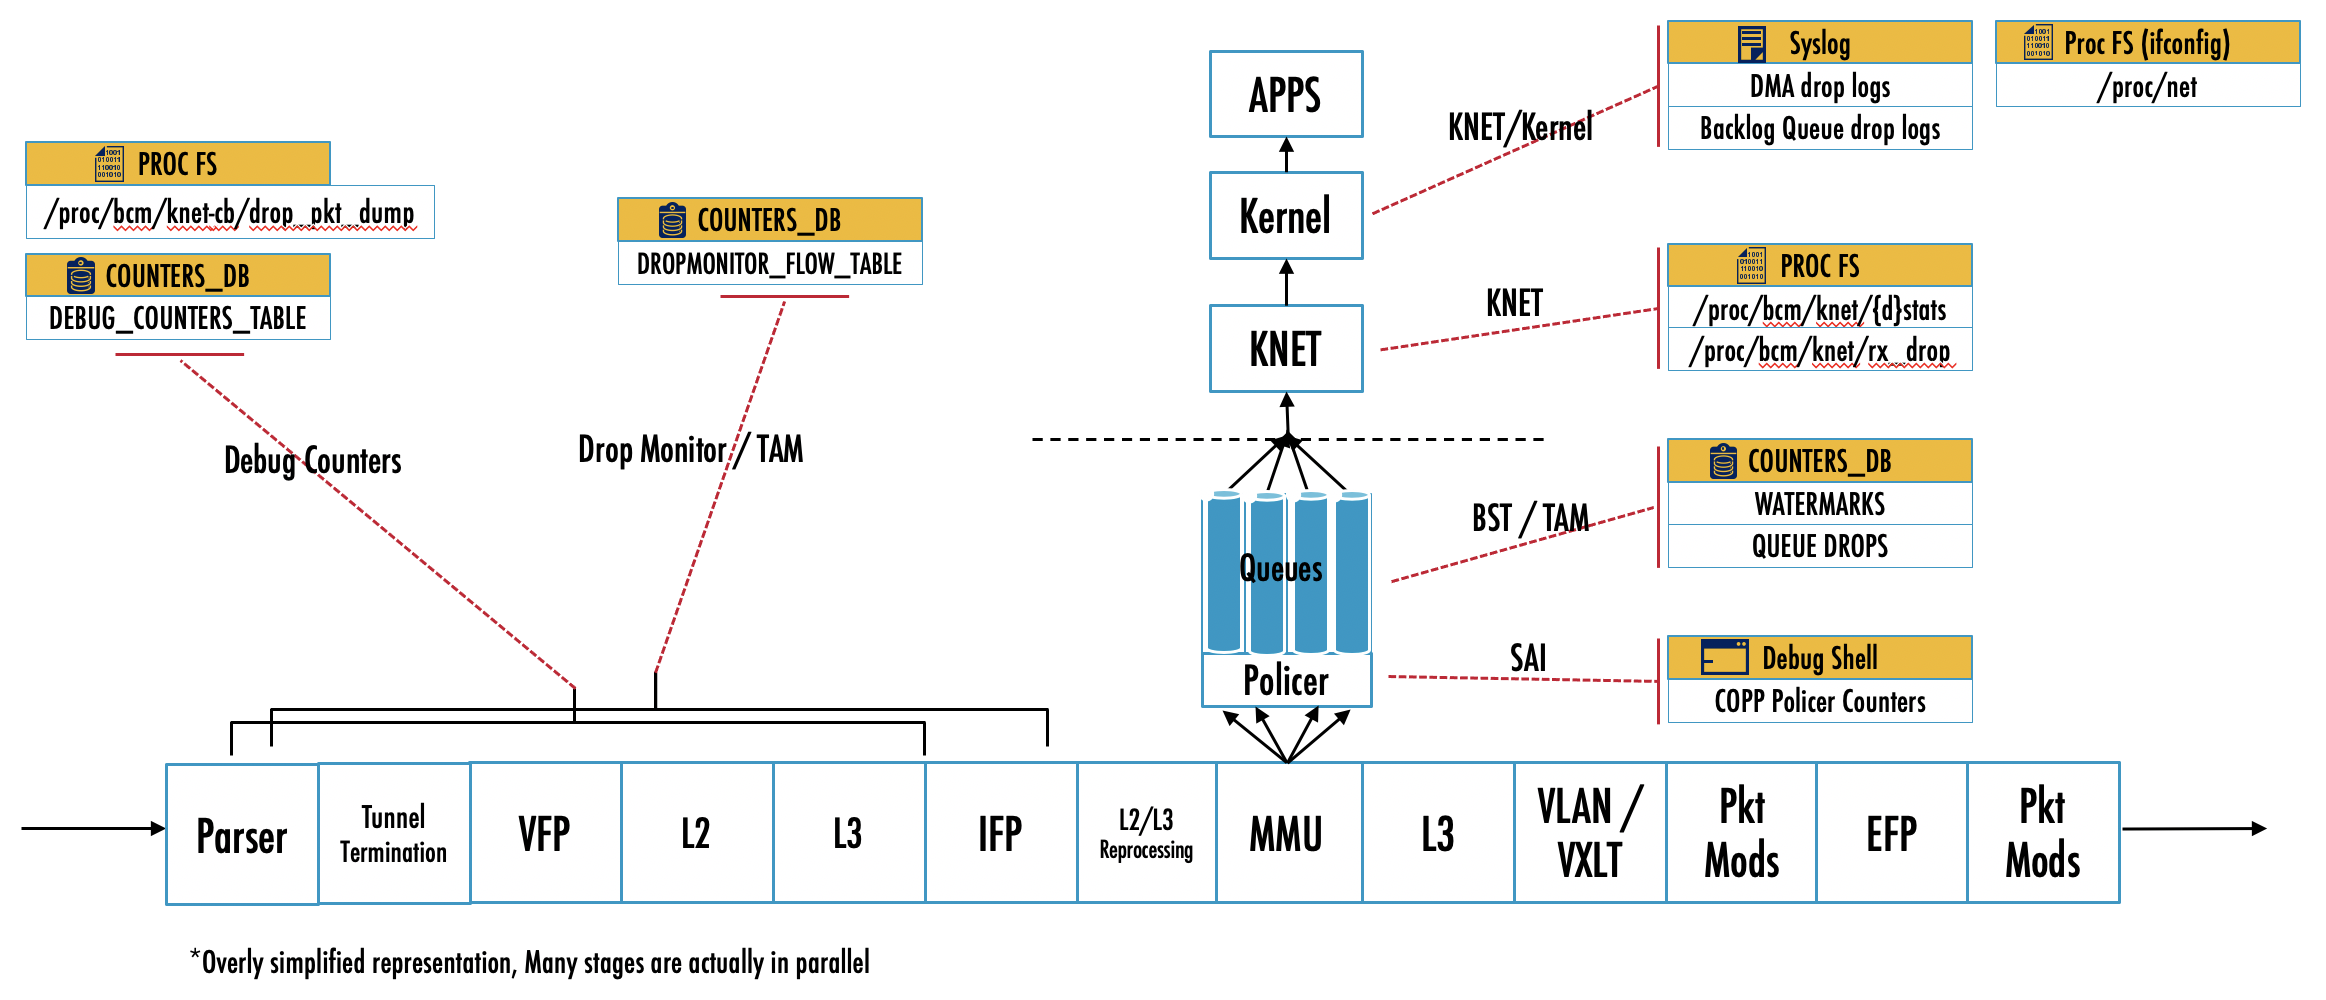 Syslog
DMA drop logs
Backlog Queue drop logs
Proc FS (ifconfig)
/proc/net
APPS
KNET/Kernel
PROC FS
/proc/bcm/knet-cb/drop_pkt_dump
COUNTERS_DB
DEBUG_COUNTERS_TABLE
COUNTERS_DB
DROPMONITOR_FLOW_TABLE
Kernel
PROC FS
/proc/bcm/knet/{d}stats
/proc/bcm/knet/rx_drop
KNET
KNET
Debug Counters
Drop Monitor / TAM
COUNTERS_DB
WATERMARKS
QUEUE DROPS
BST / TAM
Queues
SAI
Debug Shell
COPP Policer Counters
Policer
Parser
Tunnel
Termination
VFP
L2
L3
IFP
L2/L3
Reprocessing
MMU
L3
VLAN /
VXLT
Pkt
Mods
EFP
Pkt
Mods
*Overly simplified representation, Many stages are actually in parallel